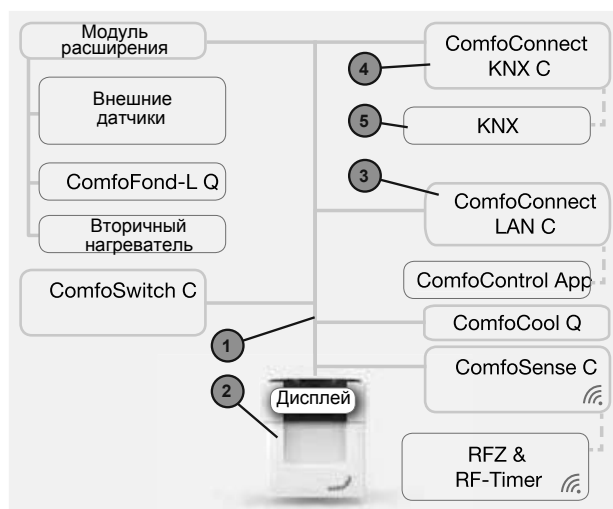 Модуль
расширения
Внешние
датчики
ComfoFond-L Q
Вторичный
нагреватель
ComfoSwitch C
ComfoConnect
KNX C
4
5
KNX
3
ComfoConnect
LAN C
ComfoControl App
ComfoCool Q
1
ComfoSense C
2
Дисплей
RFZ &
RF-Timer